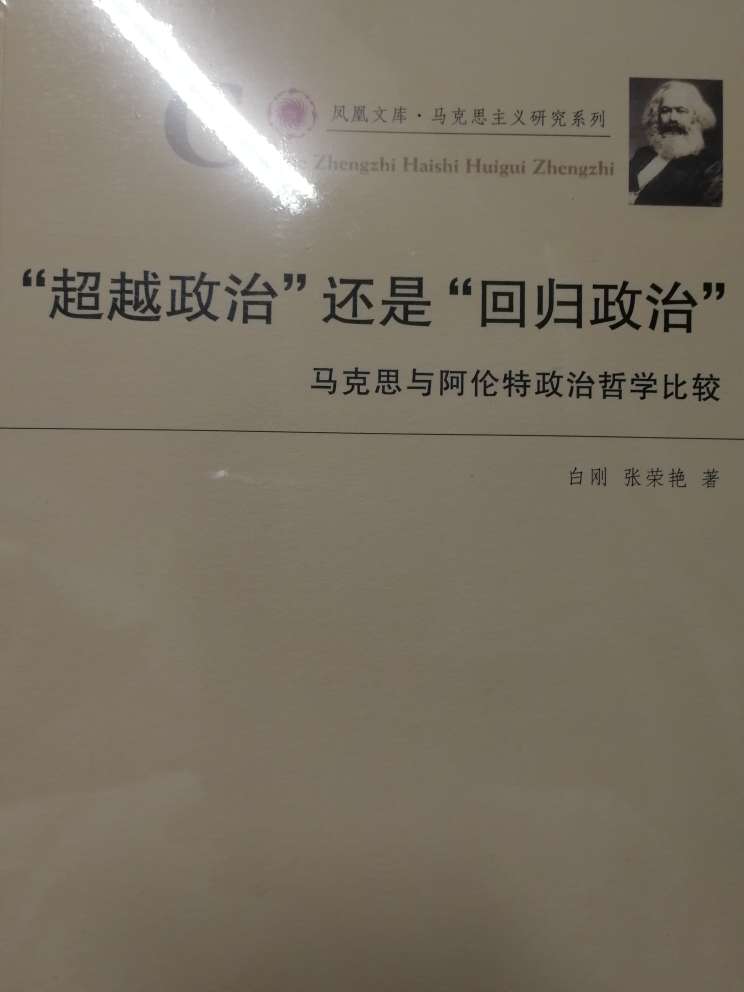 凤凰文库·马克思主义研究系列
Zhengzhi Haishi Huigui Zhengzhi
“超越政治”还是“回归政治”
马克思与阿伦特政治哲学比较
白刚 张荣艳 著